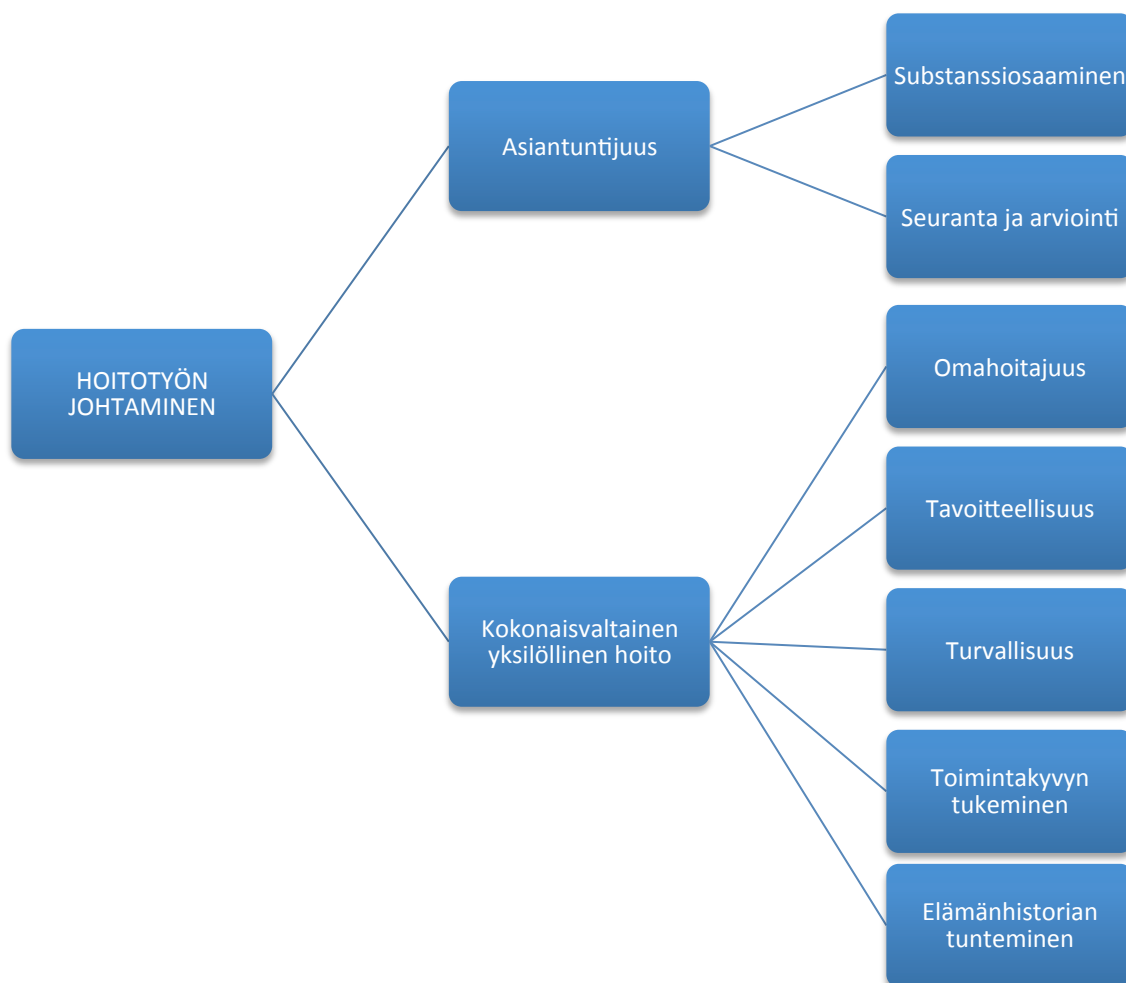 HOITOTYÖN
JOHTAMINEN
Asiantuntijuus
Substanssiosaaminen
Seuranta ja arviointi
Kokonaisvaltainen
yksilöllinen hoito
Omahoitajuus
Tavoitteellisuus
Turvallisuus
Toimintakyvyn
tukeminen
Elämänhistorian
tunteminen